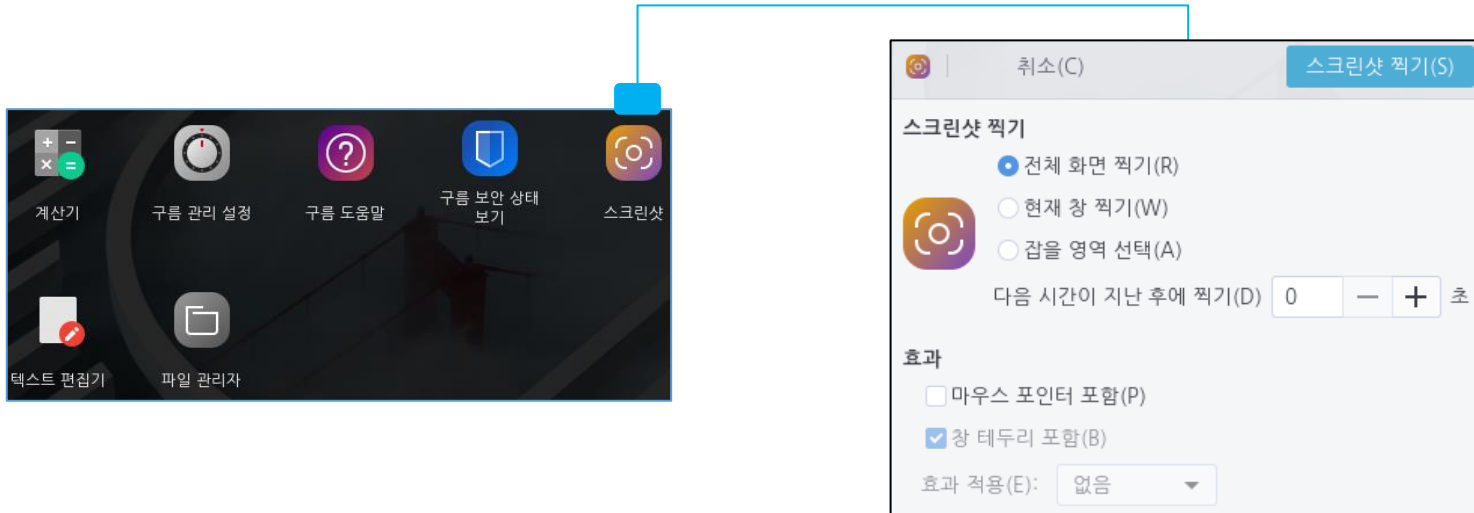 계산기
구름 관리 설정
구름 도움말
구름 보안 상태
보기
스크린샷
텍스트 편집기
파일 관리자
취소(C)
스크린샷 찍기(S)
스크린샷 찍기
전체 화면 찍기(R)
현재 창 찍기(W)
잡을 영역 선택(A)
다음 시간이 지난 후에 찍기(D) 0 초
효과
마우스 포인터 포함(P)
창 테두리 포함(B)
효과 적용(E): 없음